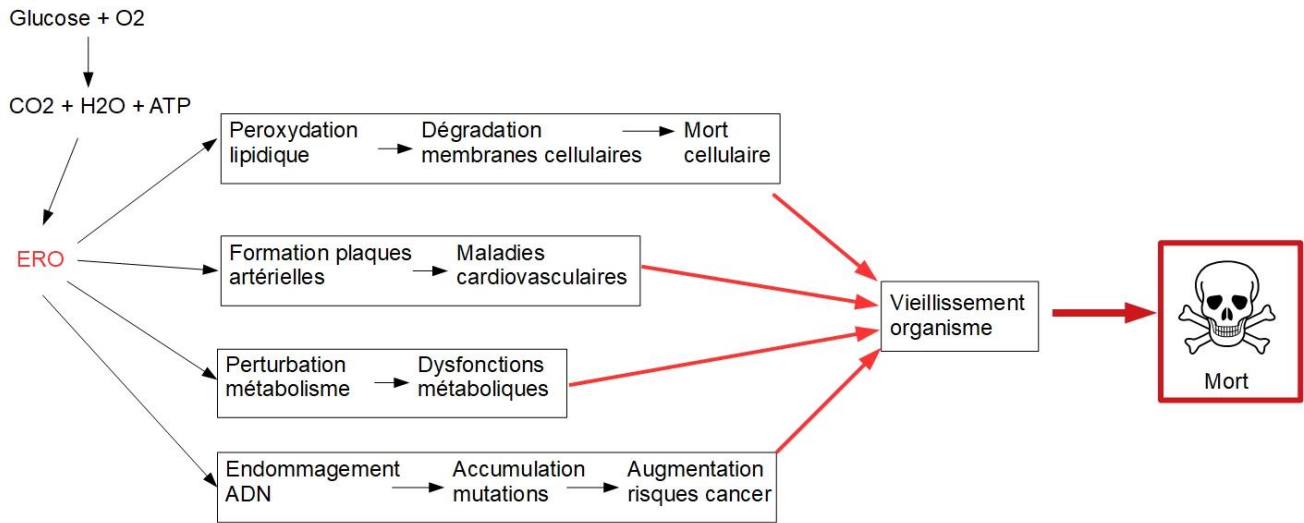 Glucose + O2
CO2 + H2O + ATP
ERO
Peroxydation
lipidique
Dégradation
membranes cellulaires
Mort
cellulaire
Formation plaques
artérielles
Maladies
cardiovasculaires
Perturbation
métabolisme
Dysfonctions
métaboliques
Endommagement
ADN
Accumulation
mutations
Augmentation
risques cancer
Vieillissement
organisme
Mort